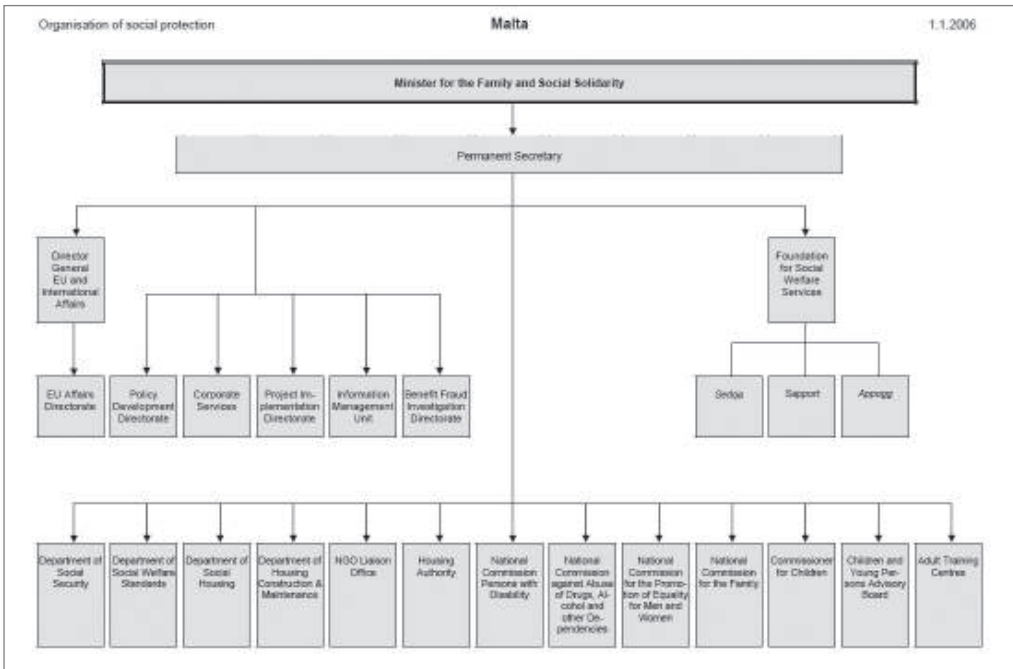 Organisation of social protection
Malta
1.1.2006
Minister for the Family and Social Solidarity
Permanent Secretary
Director
General
EU and
International
Affairs
Foundation
for Social
Welfare
Services
EU Affairs
Directorate
Policy
Development
Directorate
Corporate
Services
Project Im-
plementation
Directorate
Information
Management
Unit
Benefit Fraud
Investigation
Directorate
Sedqa
Sapport
Appogg
Department of
Social
Security
Department of
Social Welfare
Standards
Department of
Social
Housing
Department of
Housing
Construction &
Maintenance
NGO Liaison
Office
Housing
Authority
National
Commission
Persons with
Disability
National
Commission
against Abuse
of Drugs, Al-
cohol and
other De-
pendencies
National
Commission
for the Promo-
tion of Equality
for Men and
Women
National
Commission
for the Family
Commissioner
for Children
Children and
Young Per-
sons Advisory
Board
Adult Training
Centres